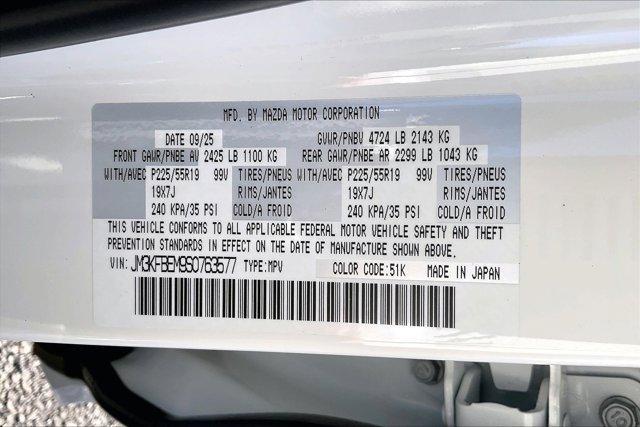 MFD. BY MAZDA MOTOR CORPORATION
DATE 09/25 GVWR/PNBV 4724 LB 2143 KG
FRONT GAWR/PNBE AV 2425 LB 1100 KG REAR GAWR/PNBE AR 2299 LB 1043 KG
WITH/AVEC P225/55R19 99V TIRES/PNEUS WITH/AVEC P225/55R19 99V TIRES/PNEUS
19X7J RIMS/JANTES 19X7J RIMS/JANTES
240 KPA/35 PSI COLD/A FROID 240 KPA/35 PSI COLD/A FROID
THIS VEHICLE CONFORMS TO ALL APPLICABLE FEDERAL MOTOR VEHICLE SAFETY AND THEFT
PREVENTION STANDARDS IN EFFECT ON THE DATE OF MANUFACTURE SHOWN ABOVE.
VIN: JM3KFBEM9S0763577 TYPE:MPV COLOR CODE:51K MADE IN JAPAN